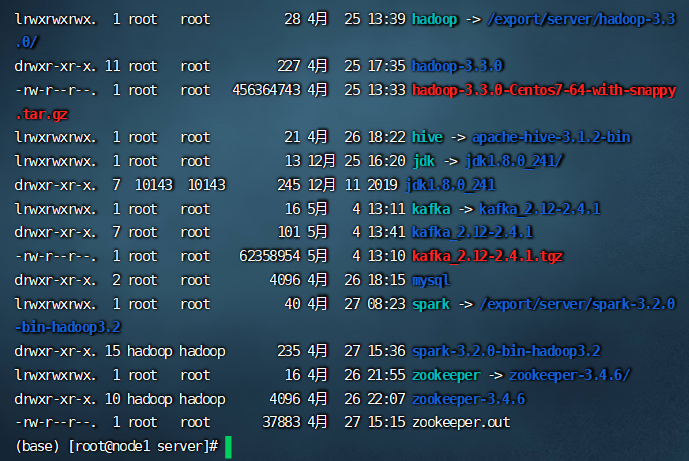 lrwxrwxrwx.  1 root   root          28 4月  25 13:39 hadoop -> /export/server/hadoop-3.3
.0/
drwxr-xr-x. 11 root   root         227 4月  25 17:35 hadoop-3.3.0
-rw-r--r--.  1 root   root   456364743 4月  25 13:33 hadoop-3.3.0-Centos7-64-with-snappy
.tar.gz
lrwxrwxrwx.  1 root   root          21 4月  26 18:22 hive -> apache-hive-3.1.2-bin
lrwxrwxrwx.  1 root   root          13 12月 25 16:20 jdk -> jdk1.8.0_241/
drwxr-xr-x.  7  10143  10143       245 12月 11 2019 jdk1.8.0_241
lrwxrwxrwx.  1 root   root          16 5月   4 13:11 kafka -> kafka_2.12-2.4.1
drwxr-xr-x.  7 root   root         101 5月   4 13:41 kafka_2.12-2.4.1
-rw-r--r--.  1 root   root    62358954 5月   4 13:10 kafka_2.12-2.4.1.tgz
drwxr-xr-x.  2 root   root        4096 4月  26 18:15 mysql
lrwxrwxrwx.  1 root   root          40 4月  27 08:23 spark -> /export/server/spark-3.2.0
-bin-hadoop3.2
drwxr-xr-x. 15 hadoop hadoop       235 4月  27 15:36 spark-3.2.0-bin-hadoop3.2
lrwxrwxrwx.  1 root   root          16 4月  26 21:55 zookeeper -> zookeeper-3.4.6/
drwxr-xr-x. 10 hadoop hadoop      4096 4月  26 22:07 zookeeper-3.4.6
-rw-r--r--.  1 root   root       37883 4月  27 15:15 zookeeper.out
(base) [root@node1 server]#